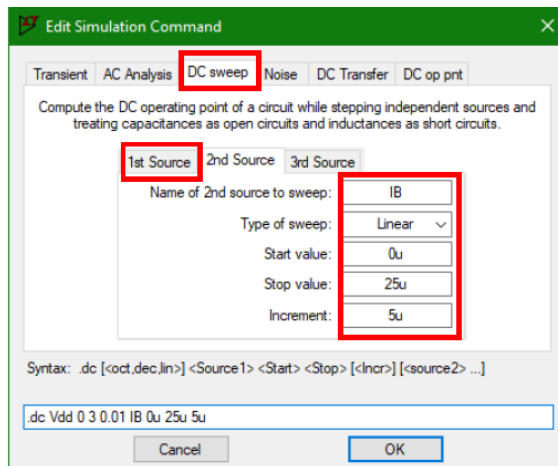 Edit Simulation Command
Transient AC Analysis DC sweep Noise DC Transfer DC op pnt
Compute the DC operating point of a circuit while stepping independent sources and
treating capacitances as open circuits and inductances as short circuits.
1st Source 2nd Source 3rd Source
Name of 2nd source to sweep: IB
Type of sweep: Linear
Start value: 0u
Stop value: 25u
Increment: 5u
Syntax: .dc [<oct,dec,lin>] <Source1> <Start> <Stop> [<Incr>] [<source2> ...]
.dc Vdd 0 3 0.01 IB 0u 25u 5u
Cancel OK